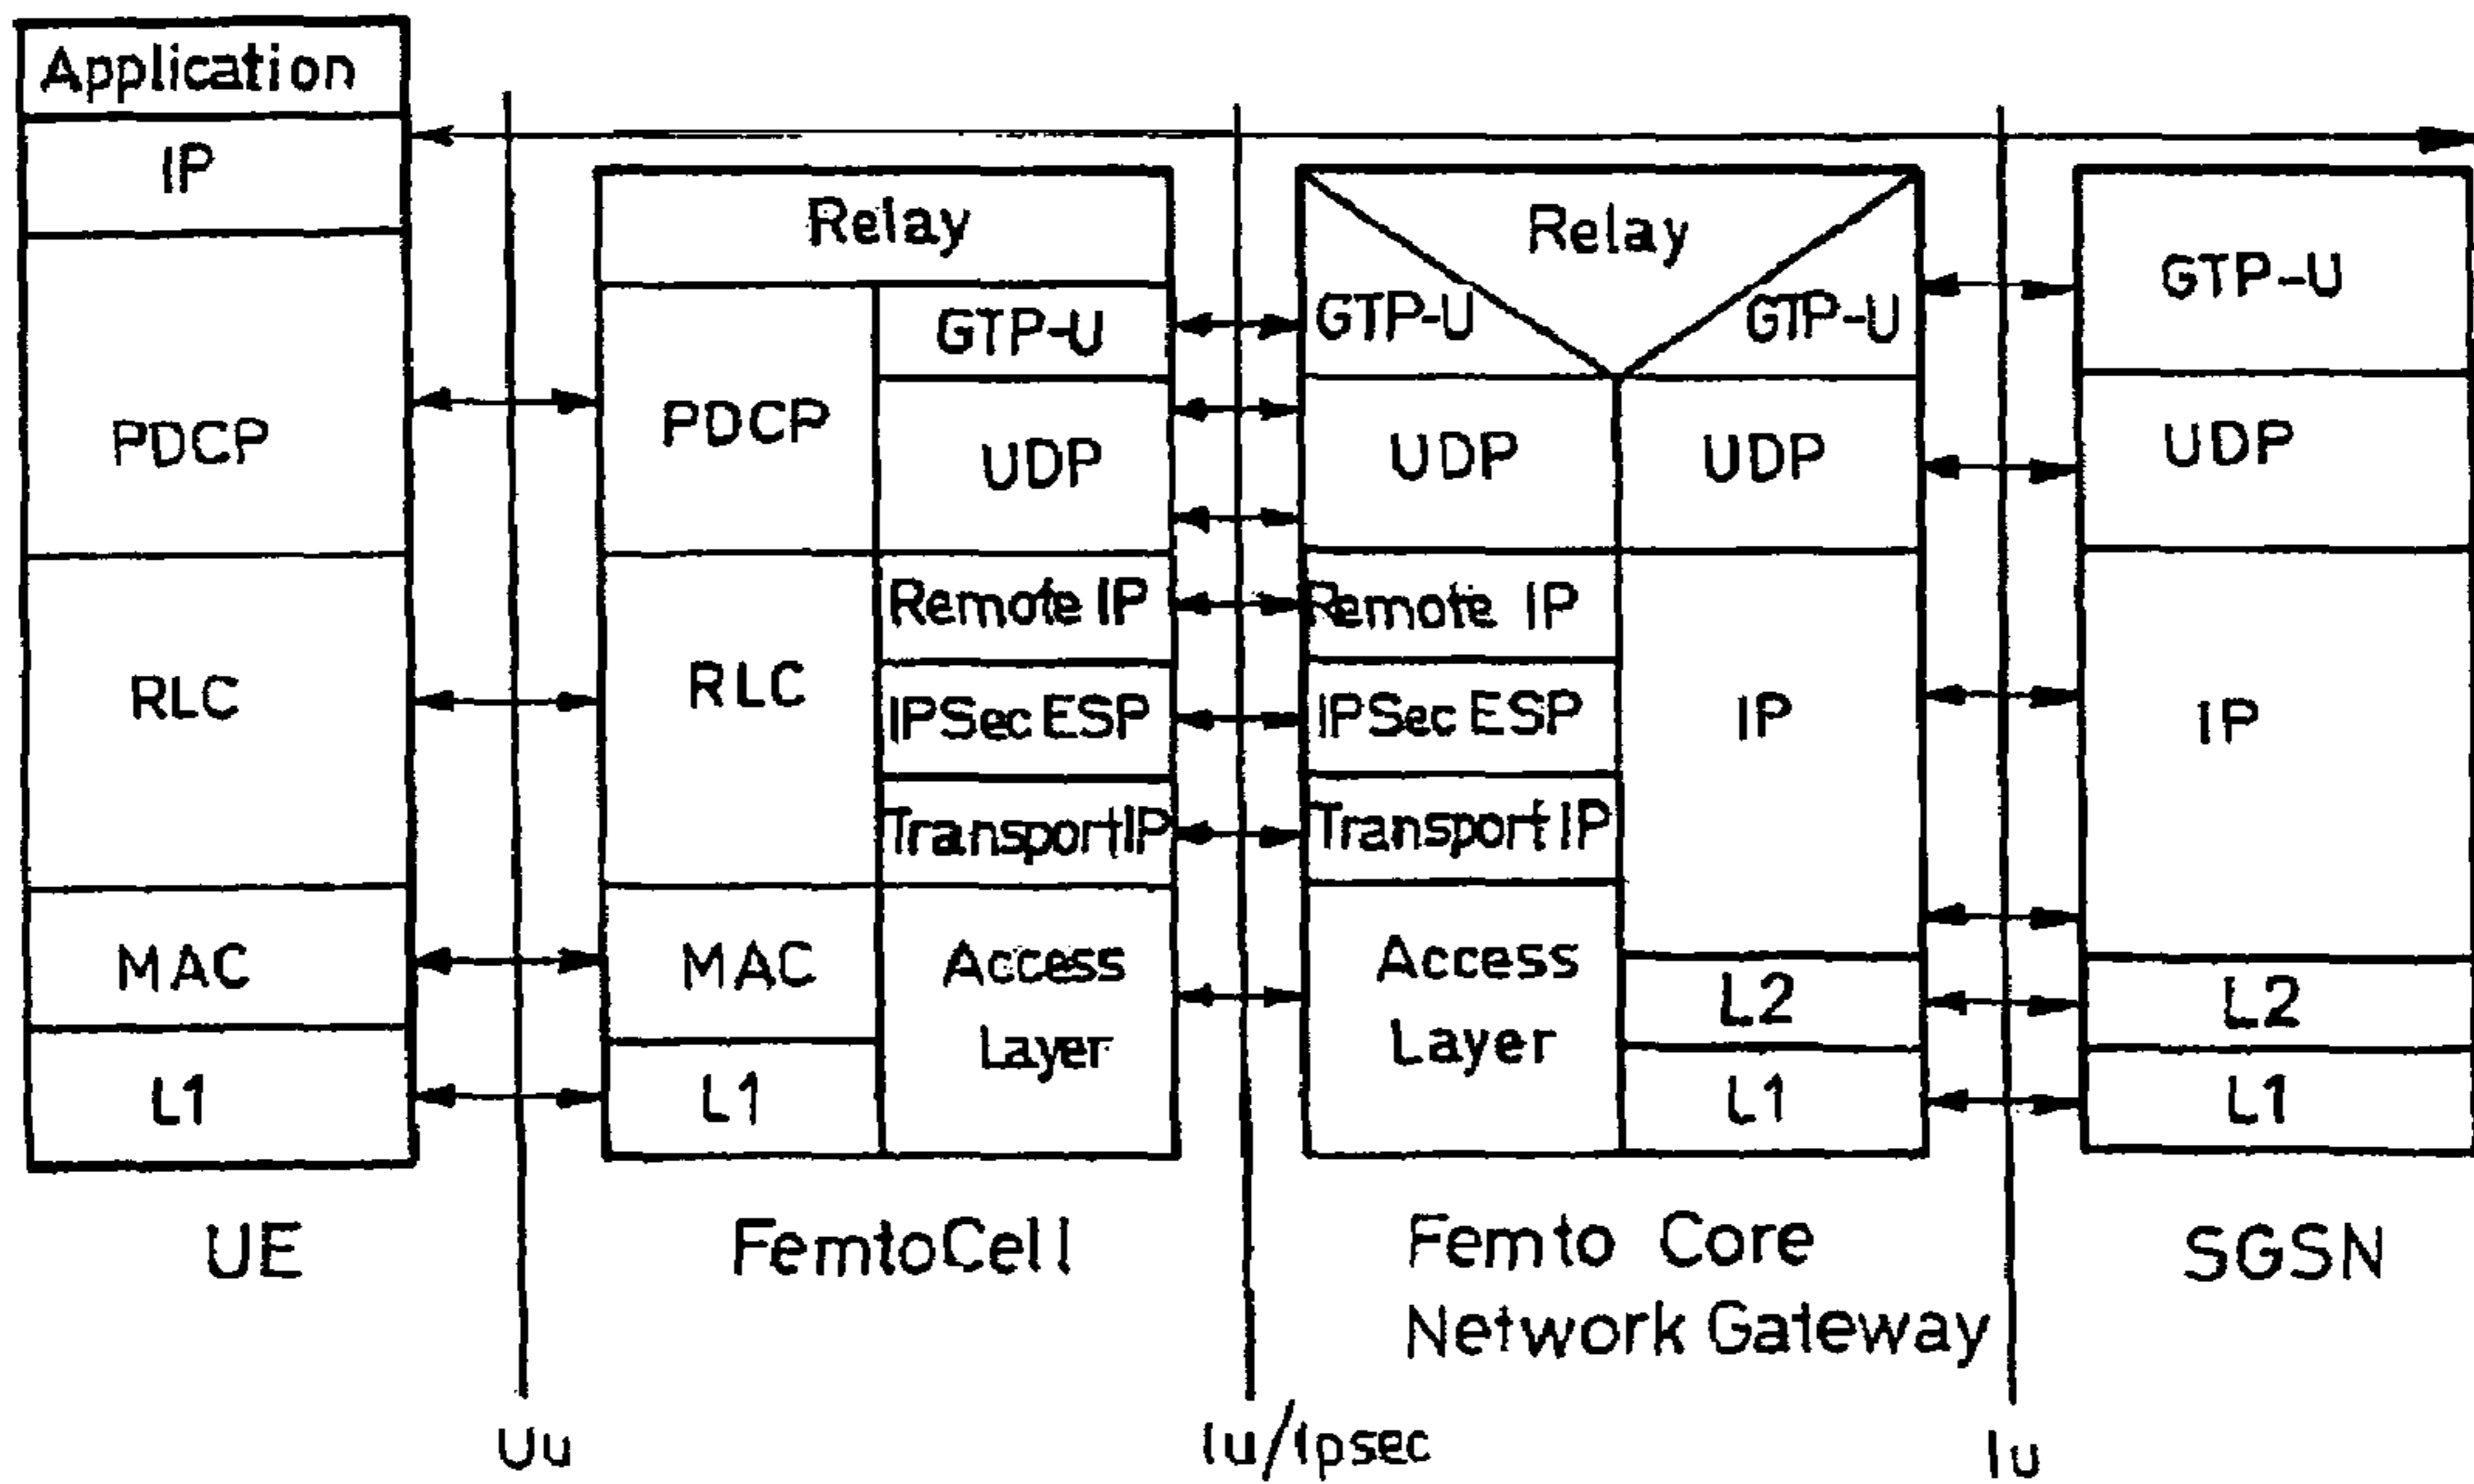 Application
IP
PDCP
RLC
MAC
L1
Relay
PDCP
RLC
MAC
L1
GTP-U
UDP
Remote IP
IPSec ESP
Transport IP
Access
Layer
Relay
GTP-U
UDP
Remote IP
IPSec ESP
Transport IP
Access
Layer
GTP-U
UDP
IP
L2
L1
GTP-U
UDP
IP
L2
L1
UE
FemtoCell
Femto Core
Network Gateway
SGSN
Uu
Iu/Ipsec
Iu